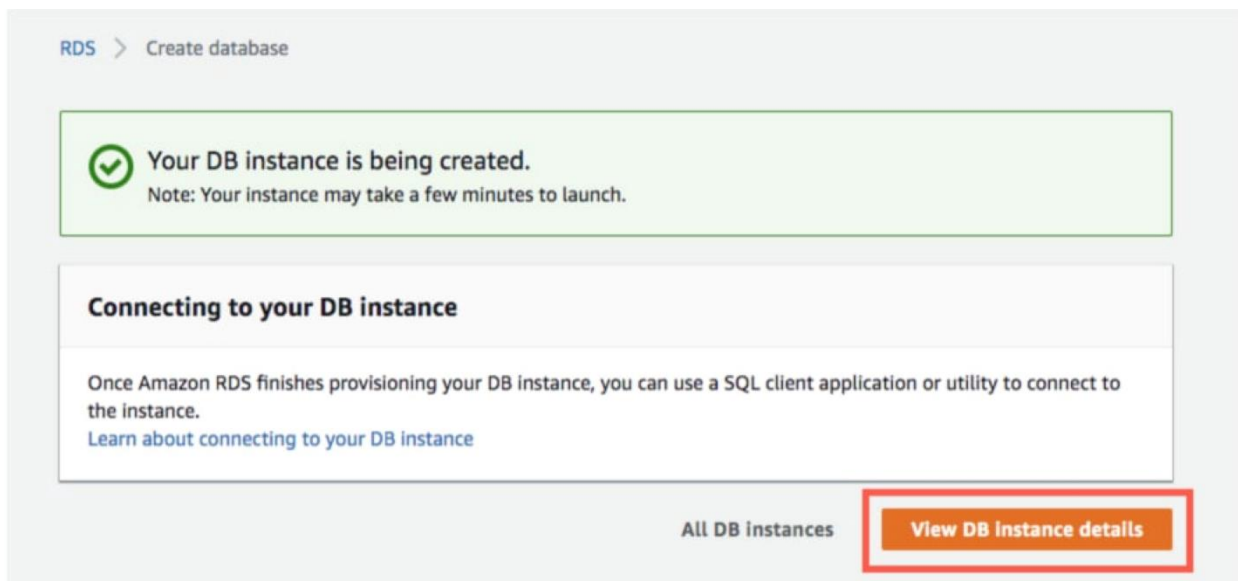 RDS > Create database
Your DB instance is being created.
Note: Your instance may take a few minutes to launch.
Connecting to your DB instance
Once Amazon RDS finishes provisioning your DB instance, you can use a SQL client application or utility to connect to
the instance.
Learn about connecting to your DB instance
All DB instances View DB instance details